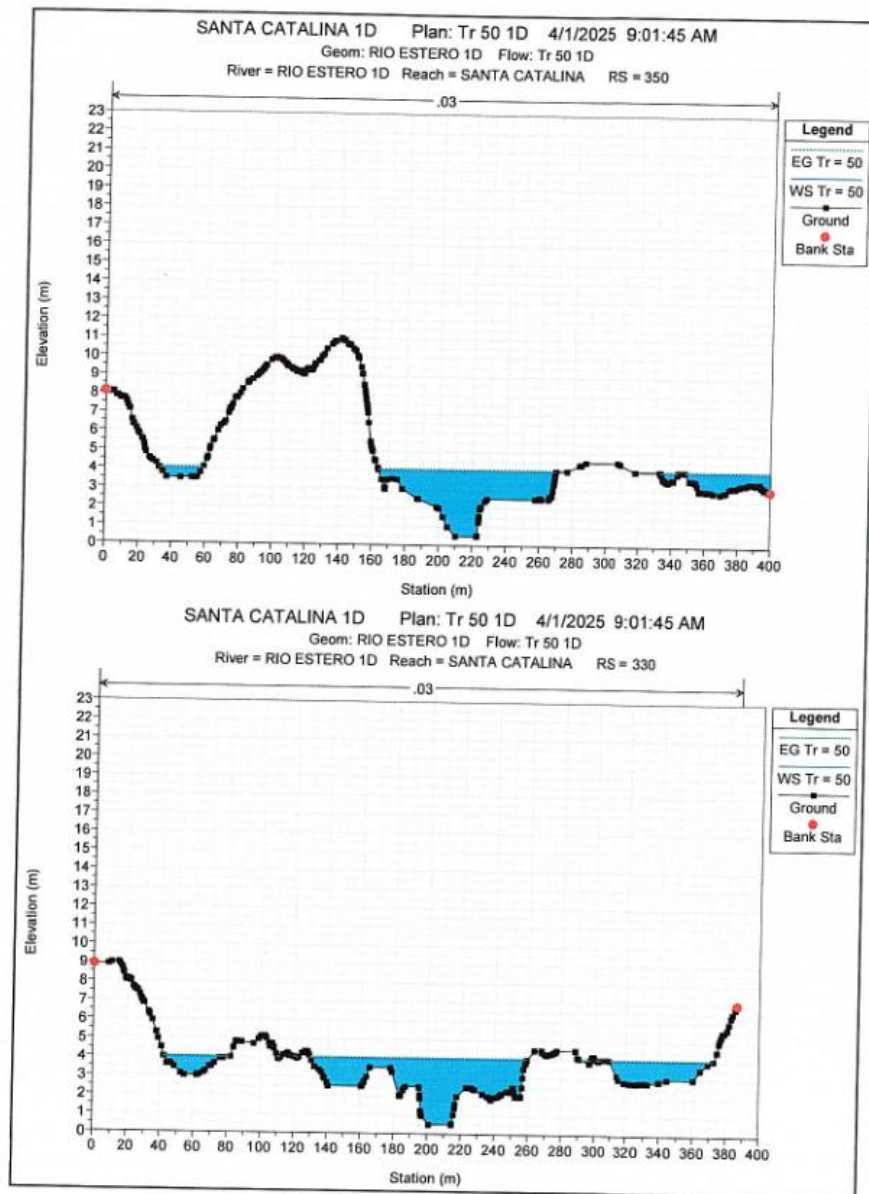 SANTA CATALINA 1D Plan: Tr 50 1D 4/1/2025 9:01:45 AM
Geom: RIO ESTERO 1D Flow: Tr 50 1D
River = RIO ESTERO 1D Reach = SANTA CATALINA RS = 350
.03
23
22
21
20
19
18
17
16
15
14
13
12
11
10
9
8
7
6
5
4
3
2
1
0
Elevation (m)
0 20 40 60 80 100 120 140 160 180 200 220 240 260 280 300 320 340 360 380 400
Station (m)
Legend
EG Tr = 50
WS Tr = 50
Ground
Bank Sta
SANTA CATALINA 1D Plan: Tr 50 1D 4/1/2025 9:01:45 AM
Geom: RIO ESTERO 1D Flow: Tr 50 1D
River = RIO ESTERO 1D Reach = SANTA CATALINA RS = 330
.03
23
22
21
20
19
18
17
16
15
14
13
12
11
10
9
8
7
6
5
4
3
2
1
0
Elevation (m)
0 20 40 60 80 100 120 140 160 180 200 220 240 260 280 300 320 340 360 380 400
Station (m)
Legend
EG Tr = 50
WS Tr = 50
Ground
Bank Sta